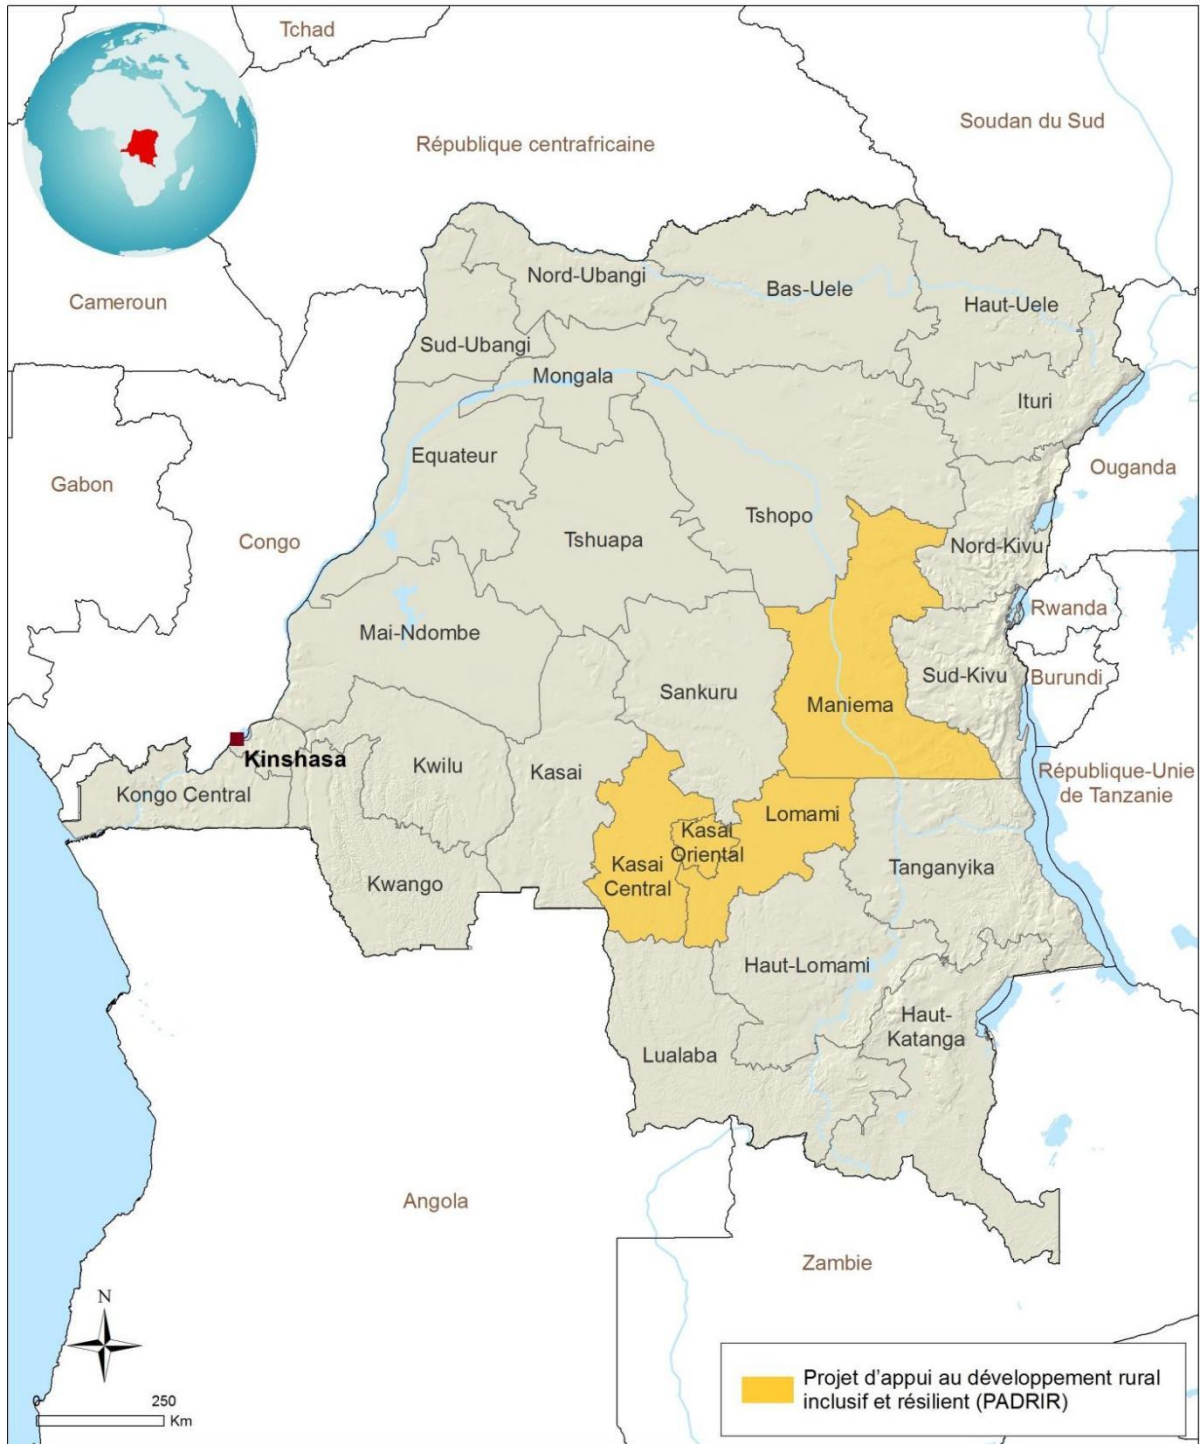 Tchad
République centrafricaine
Soudan du Sud
Cameroun
Nord-Ubangi
Bas-Uele
Haut-Uele
Sud-Ubangi
Mongala
Ituri
Equateur
Gabon
Congo
Ouganda
Tshopo
Tshuapa
Nord-Kivu
Rwanda
Mai-Ndombe
Sankuru
Sud-Kivu
Burundi
Maniema
Kinshasa
Kwilu
Kasai
Kongo Central
République-Unie
de Tanzanie
Lomami
Kasai
Oriental
Kasai
Central
Kwango
Tanganyika
Haut-Lomami
Haut-
Katanga
Lualaba
Angola
Zambie
N
250
Km
Projet d'appui au développement rural
inclusif et résilient (PADRIR)